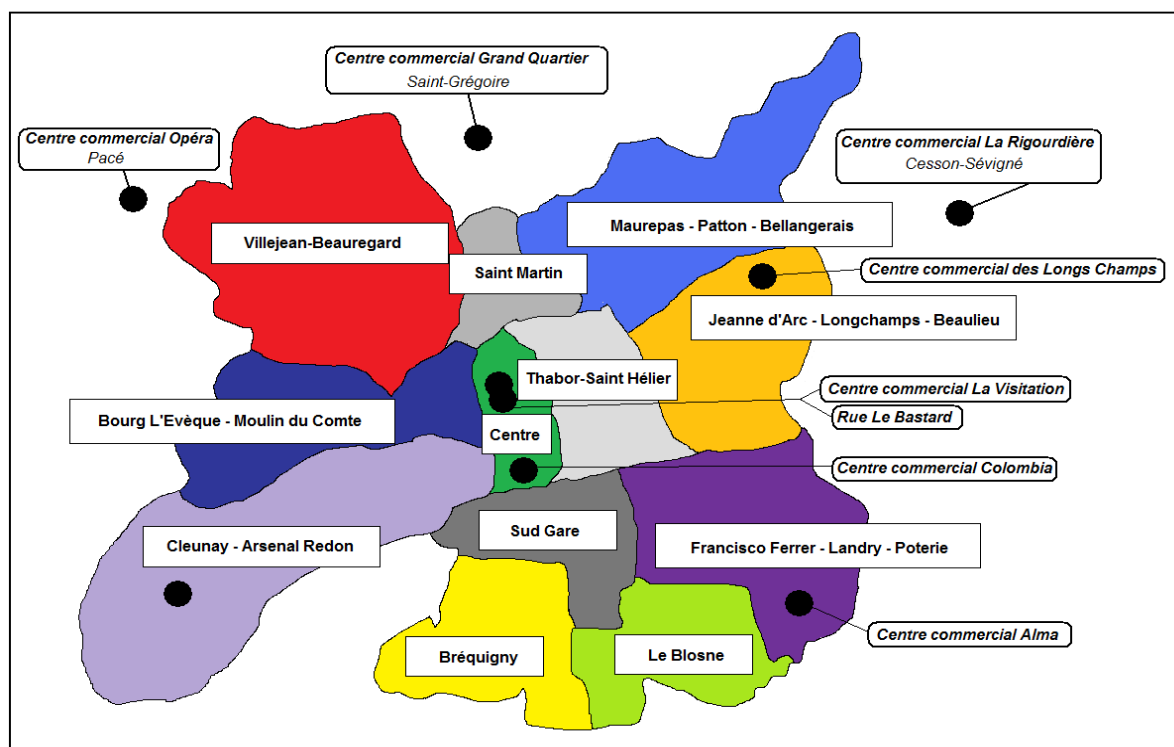 Centre commercial Grand Quartier
Saint-Grégoire
Centre commercial Opéra
Pacé
Centre commercial La Rigourdière
Cesson-Sévigné
Maurepas - Patton - Bellangerais
Villejean-Beauregard
Saint Martin
Centre commercial des Longs Champs
Jeanne d'Arc - Longchamps - Beaulieu
Thabor-Saint Hélier
Centre commercial La Visitation
Rue Le Bastard
Bourg L'Evèque - Moulin du Comte
Centre
Centre commercial Colombia
Sud Gare
Cleunay - Arsenal Redon
Francisco Ferrer - Landry - Poterie
Centre commercial Alma
Bréquigny
Le Blosne